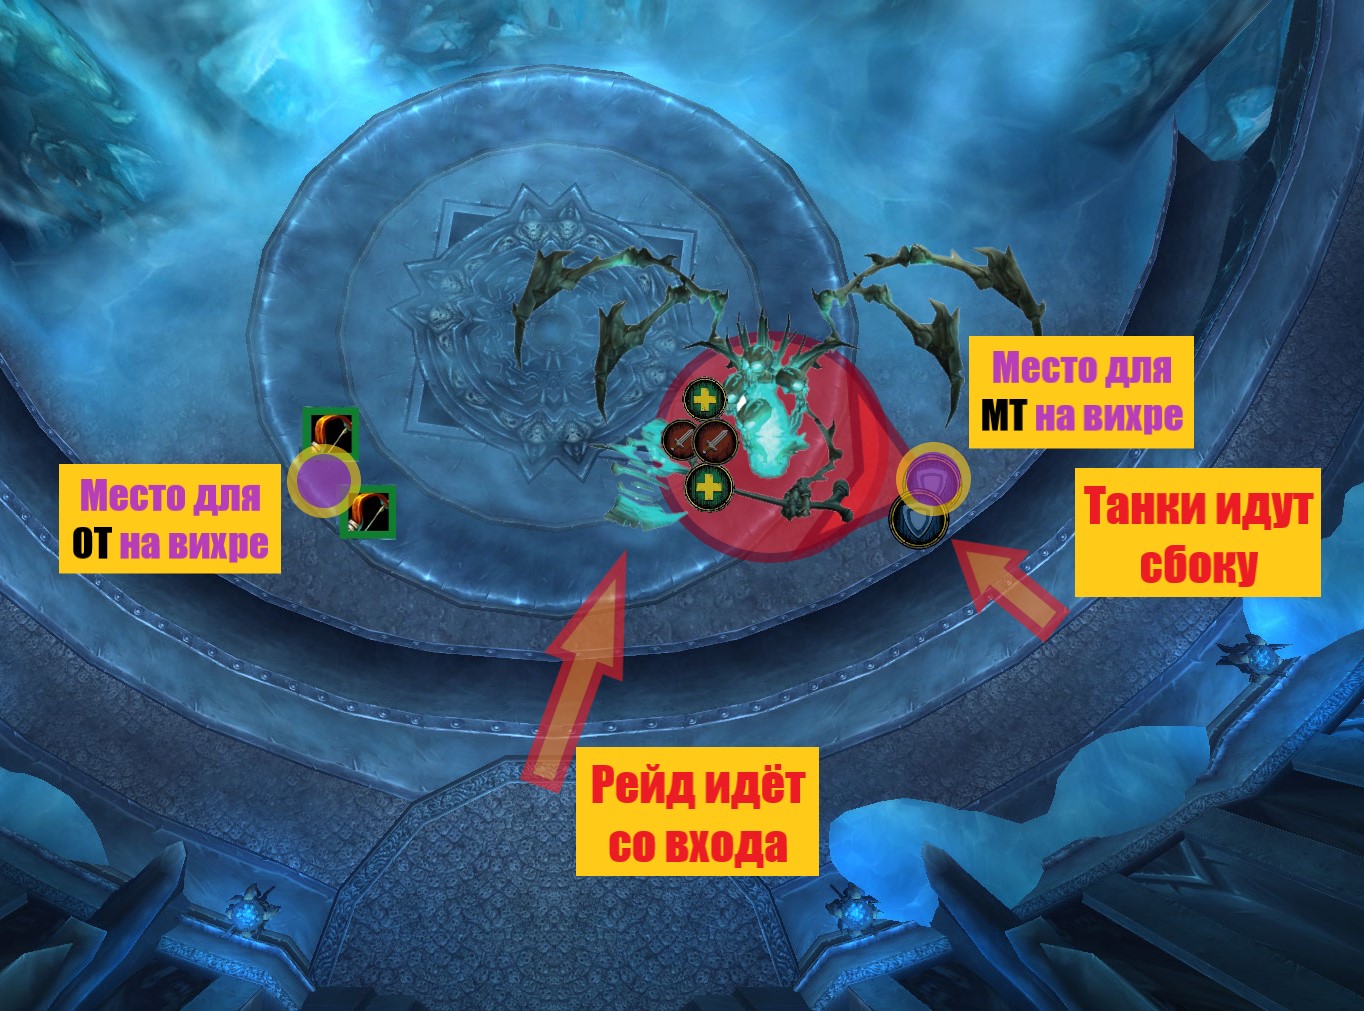 Место для
МТ на вихре
Место для
ОТ на вихре
Танки идут
сбоку
Рейд идёт
со входа